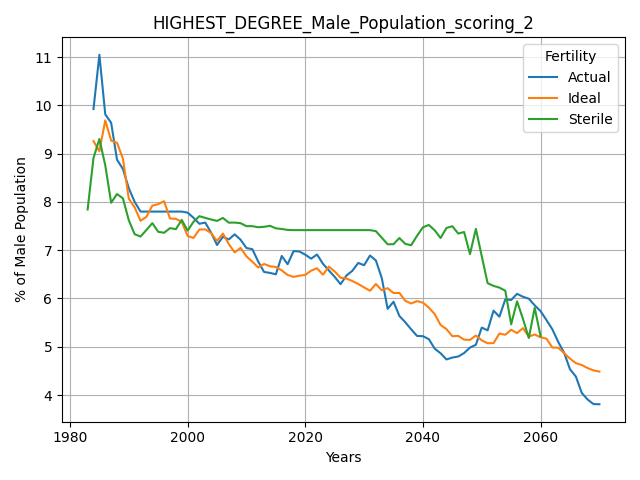 HIGHEST_DEGREE_Male_Population_scoring_2
Fertility
Actual
Ideal
Sterile
% of Male Population
11
10
9
8
7
6
5
4
1980 2000 2020 2040 2060
Years